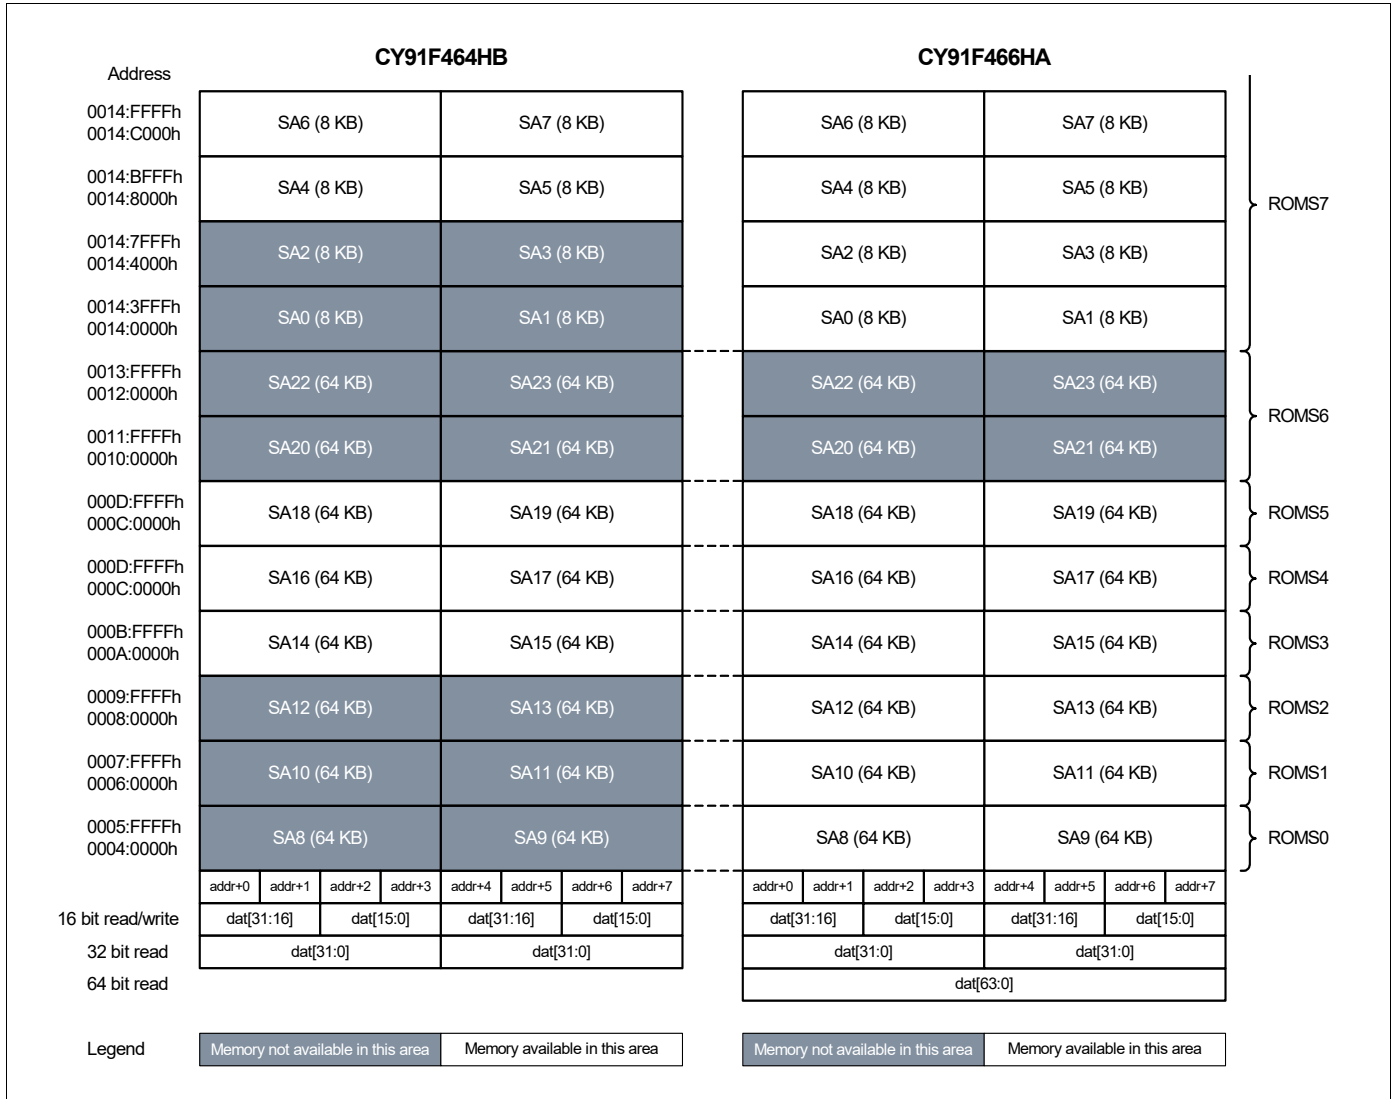 CY91F464HB CY91F466HA
Address
0014:FFFFh
0014:C000h
SA6 (8 KB) SA7 (8 KB) SA6 (8 KB) SA7 (8 KB)
0014:BFFFh
0014:8000h
SA4 (8 KB) SA5 (8 KB) SA4 (8 KB) SA5 (8 KB)
ROMS7
0014:7FFFh
0014:4000h
SA2 (8 KB) SA3 (8 KB) SA2 (8 KB) SA3 (8 KB)
0014:3FFFh
0014:0000h
SA0 (8 KB) SA1 (8 KB) SA0 (8 KB) SA1 (8 KB)
0013:FFFFh
0012:0000h
SA22 (64 KB) SA23 (64 KB) SA22 (64 KB) SA23 (64 KB)
ROMS6
0011:FFFFh
0010:0000h
SA20 (64 KB) SA21 (64 KB) SA20 (64 KB) SA21 (64 KB)
000D:FFFFh
000C:0000h
SA18 (64 KB) SA19 (64 KB) SA18 (64 KB) SA19 (64 KB) ROMS5
000D:FFFFh
000C:0000h
SA16 (64 KB) SA17 (64 KB) SA16 (64 KB) SA17 (64 KB) ROMS4
000B:FFFFh
000A:0000h
SA14 (64 KB) SA15 (64 KB) SA14 (64 KB) SA15 (64 KB) ROMS3
0009:FFFFh
0008:0000h
SA12 (64 KB) SA13 (64 KB) SA12 (64 KB) SA13 (64 KB) ROMS2
0007:FFFFh
0006:0000h
SA10 (64 KB) SA11 (64 KB) SA10 (64 KB) SA11 (64 KB) ROMS1
0005:FFFFh
0004:0000h
SA8 (64 KB) SA9 (64 KB) SA8 (64 KB) SA9 (64 KB) ROMS0
addr+0 addr+1 addr+2 addr+3 addr+4 addr+5 addr+6 addr+7 addr+0 addr+1 addr+2 addr+3 addr+4 addr+5 addr+6 addr+7
16 bit read/write dat[31:16] dat[15:0] dat[31:16] dat[15:0] dat[31:16] dat[15:0] dat[31:16] dat[15:0]
32 bit read dat[31:0] dat[31:0] dat[31:0] dat[31:0]
64 bit read dat[63:0]
Legend Memory not available in this area Memory available in this area Memory not available in this area Memory available in this area